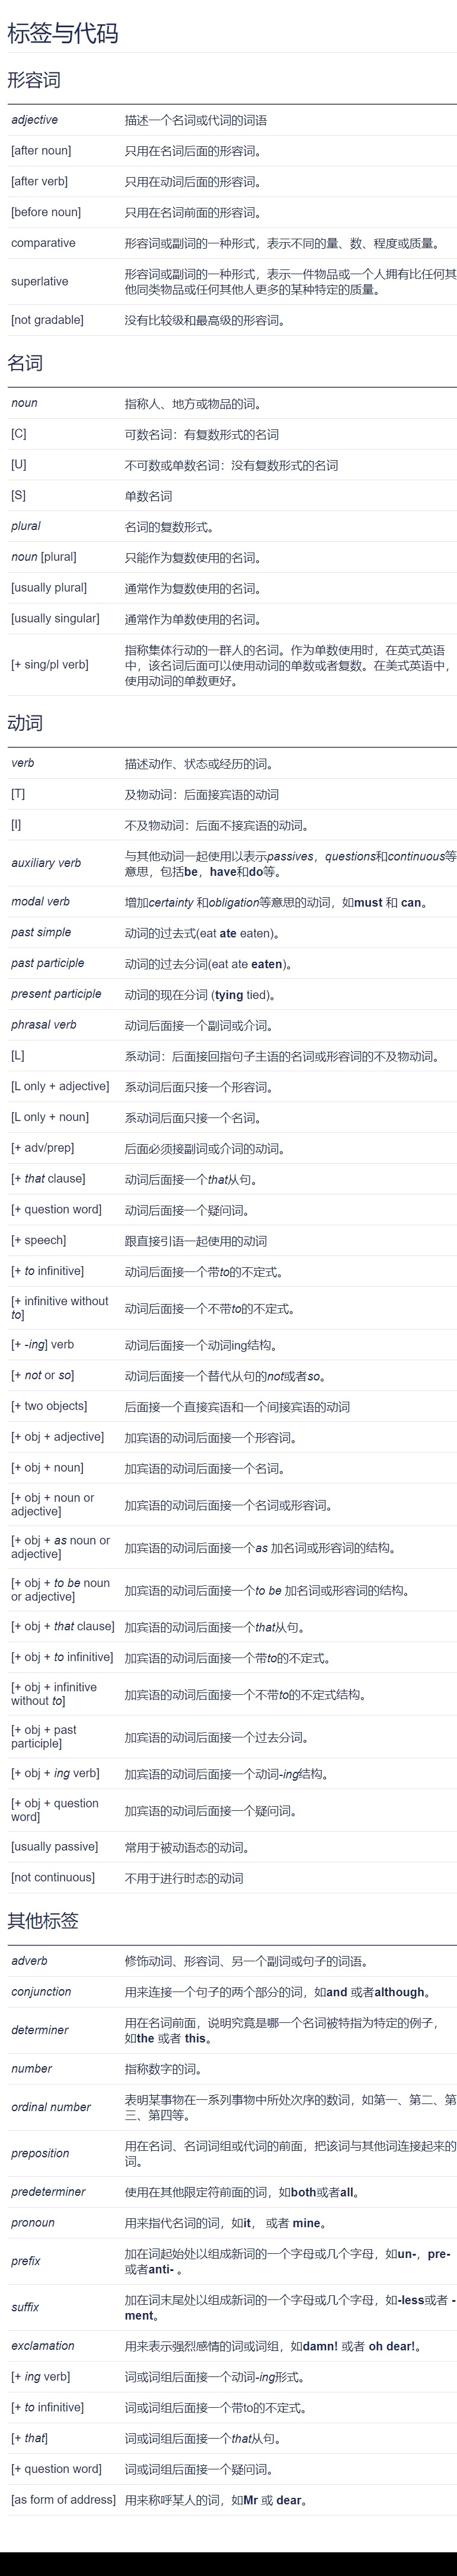 标签与代码
形容词
adjective 描述一个名词或代词的词语
[after noun] 只用在名词后面的形容词。
[after verb] 只用在动词后面的形容词。
[before noun] 只用在名词前面的形容词。
comparative 形容词或副词的一种形式，表示不同的量、数、程度或质量。
superlative 形容词或副词的一种形式，表示一件物品或一个人拥有比任何其
他同类物品或任何其他人更多的某种特定的质量。
[not gradable] 没有比较级和最高级的形容词。
名词
noun 指称人、地方或物品的词。
[C] 可数名词：有复数形式的名词
[U] 不可数或单数名词：没有复数形式的名词
[S] 单数名词
plural 名词的复数形式。
noun [plural] 只能作为复数使用的名词。
[usually plural] 通常作为复数使用的名词。
[usually singular] 通常作为单数使用的名词。
[+ sing/pl verb] 指称集体行动的一群人的名词。作为单数使用时，在英式英语
中，该名词后面可以使用动词的单数或者复数。在美式英语中，
使用动词的单数更好。
动词
verb 描述动作、状态或经历的词。
[T] 及物动词：后面接宾语的动词
[I] 不及物动词：后面不接宾语的动词。
auxiliary verb 与其他动词一起使用以表示passives，questions和continuous等
意思，包括be，have和do等。
modal verb 增加certainty 和obligation等意思的动词，如must 和 can。
past simple 动词的过去式(eat ate eaten)。
past participle 动词的过去分词(eat ate eaten)。
present participle 动词的现在分词 (tying tied)。
phrasal verb 动词后面接一个副词或介词。
[L] 系动词：后面接回指句子主语的名词或形容词的不及物动词。
[L only + adjective] 系动词后面只接一个形容词。
[L only + noun] 系动词后面只接一个名词。
[+ adv/prep] 后面必须接副词或介词的动词。
[+ that clause] 动词后面接一个that从句。
[+ question word] 动词后面接一个疑问词。
[+ speech] 跟直接引语一起使用的动词
[+ to infinitive] 动词后面接一个带to的不定式。
[+ infinitive without
to] 动词后面接一个不带to的不定式。
[+ -ing] verb 动词后面接一个动词ing结构。
[+ not or so] 动词后面接一个替代从句的not或者so。
[+ two objects] 后面接一个直接宾语和一个间接宾语的动词
[+ obj + adjective] 加宾语的动词后面接一个形容词。
[+ obj + noun] 加宾语的动词后面接一个名词。
[+ obj + noun or
adjective] 加宾语的动词后面接一个名词或形容词。
[+ obj + as noun or
adjective] 加宾语的动词后面接一个as 加名词或形容词的结构。
[+ obj + to be noun
or adjective] 加宾语的动词后面接一个to be 加名词或形容词的结构。
[+ obj + that clause] 加宾语的动词后面接一个that从句。
[+ obj + to infinitive] 加宾语的动词后面接一个带to的不定式。
[+ obj + infinitive
without to] 加宾语的动词后面接一个不带to的不定式结构。
[+ obj + past
participle] 加宾语的动词后面接一个过去分词。
[+ obj + ing verb] 加宾语的动词后面接一个动词-ing结构。
[+ obj + question
word] 加宾语的动词后面接一个疑问词。
[usually passive] 常用于被动语态的动词。
[not continuous] 不用于进行时态的动词
其他标签
adverb 修饰动词、形容词、另一个副词或句子的词语。
conjunction 用来连接一个句子的两个部分的词，如and 或者although。
determiner 用在名词前面，说明究竟是哪一个名词被特指为特定的例子，
如the 或者 this。
number 指称数字的词。
ordinal number 表明某事物在一系列事物中所处次序的数词，如第一、第二、第
三、第四等。
preposition 用在名词、名词词组或代词的前面，把该词与其他词连接起来的
词。
predeterminer 使用在其他限定符前面的词，如both或者all。
pronoun 用来指代名词的词，如it， 或者 mine。
prefix 加在词起始处以组成新词的一个字母或几个字母，如un-，pre-
或者anti- 。
suffix 加在词末尾处以组成新词的一个字母或几个字母，如-less或者 -
ment。
exclamation 用来表示强烈感情的词或词组，如damn! 或者 oh dear!。
[+ ing verb] 词或词组后面接一个动词-ing形式。
[+ to infinitive] 词或词组后面接一个带to的不定式。
[+ that] 词或词组后面接一个that从句。
[+ question word] 词或词组后面接一个疑问词。
[as form of address] 用来称呼某人的词，如Mr 或 dear。